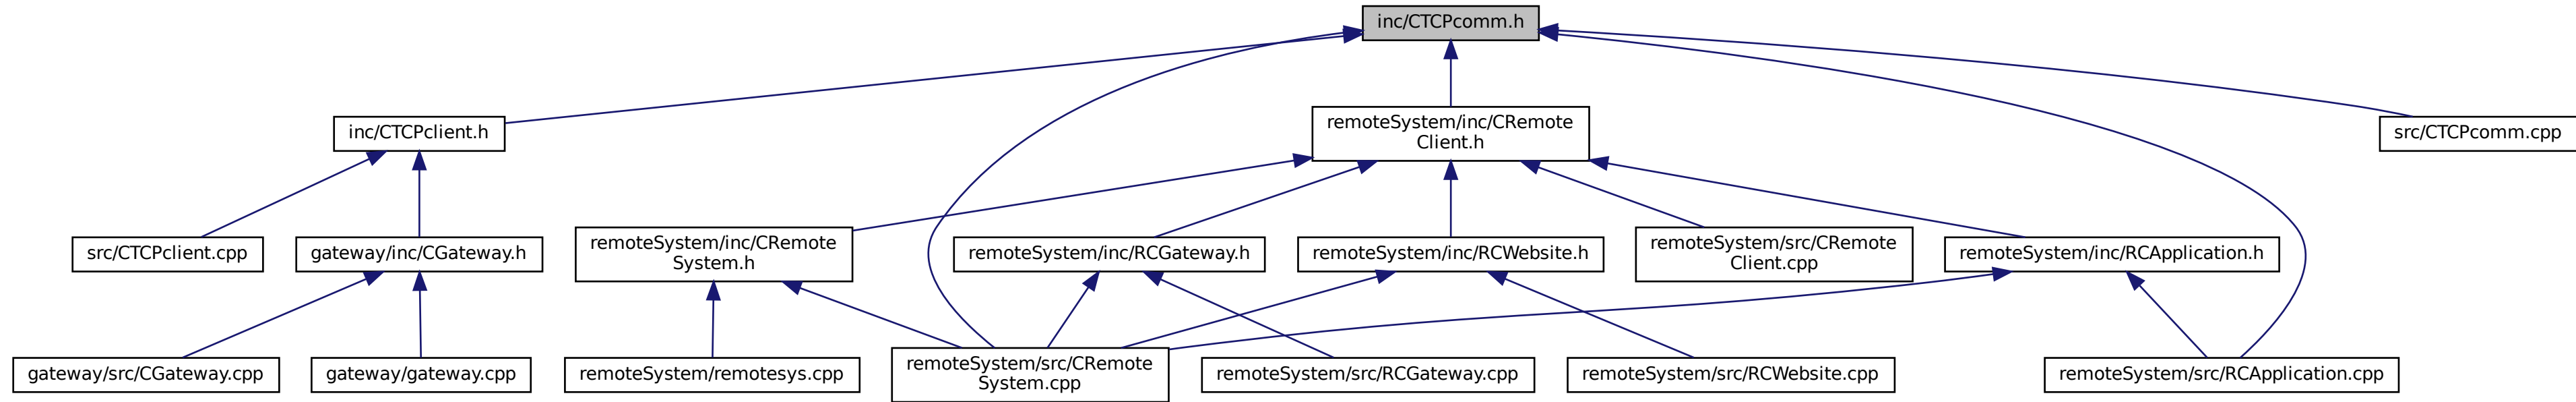 inc/CTCPcomm.h
inc/CTCPclient.h
remoteSystem/inc/CRemote
Client.h
src/CTCPcomm.cpp
src/CTCPclient.cpp
gateway/inc/CGateway.h
remoteSystem/inc/CRemote
System.h
remoteSystem/inc/RCGateway.h
remoteSystem/inc/RCWebsite.h
remoteSystem/src/CRemote
Client.cpp
remoteSystem/inc/RCApplication.h
gateway/src/CGateway.cpp
gateway/gateway.cpp
remoteSystem/remotesys.cpp
remoteSystem/src/CRemote
System.cpp
remoteSystem/src/RCGateway.cpp
remoteSystem/src/RCWebsite.cpp
remoteSystem/src/RCApplication.cpp